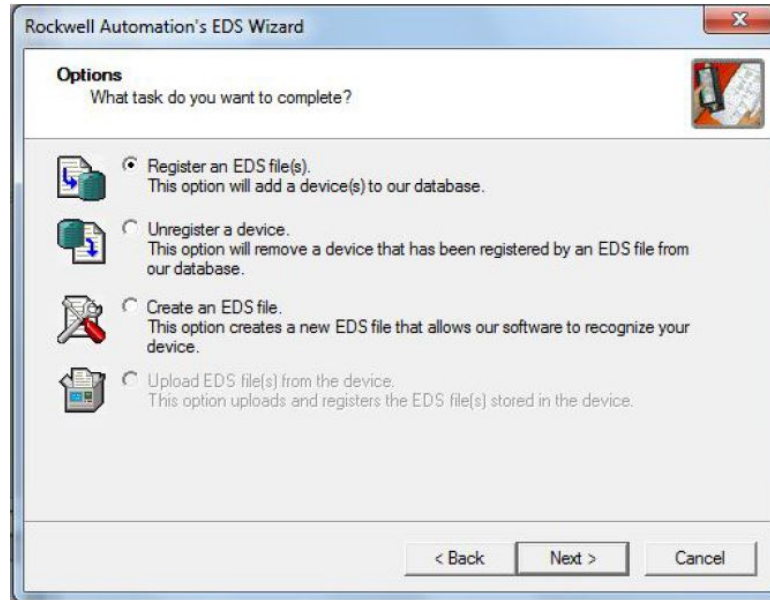 Rockwell Automation's EDS Wizard
Options
What task do you want to complete?
Register an EDS file(s).
This option will add a device(s) to our database.
Unregister a device.
This option will remove a device that has been registered by an EDS file from
our database.
Create an EDS file.
This option creates a new EDS file that allows our software to recognize your
device.
Upload EDS file(s) from the device.
This option uploads and registers the EDS file(s) stored in the device.
< Back
Next >
Cancel